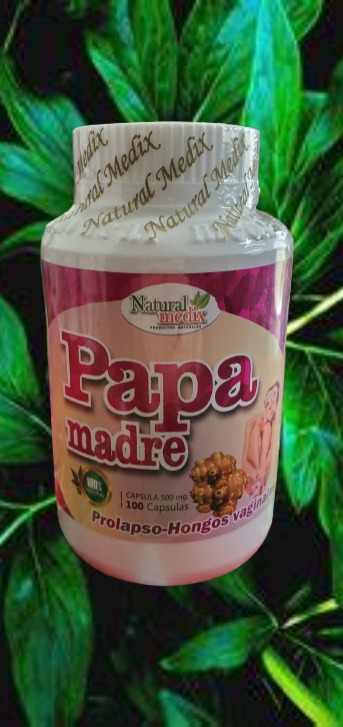 Natural Medix
Natural Medix
Natural Medix
Natural
medix
PRODUCTOS NATURALES
Papa
madre
100%
CAPSULA 500 mg.
100 Capsulas
Prolapso-Hongos